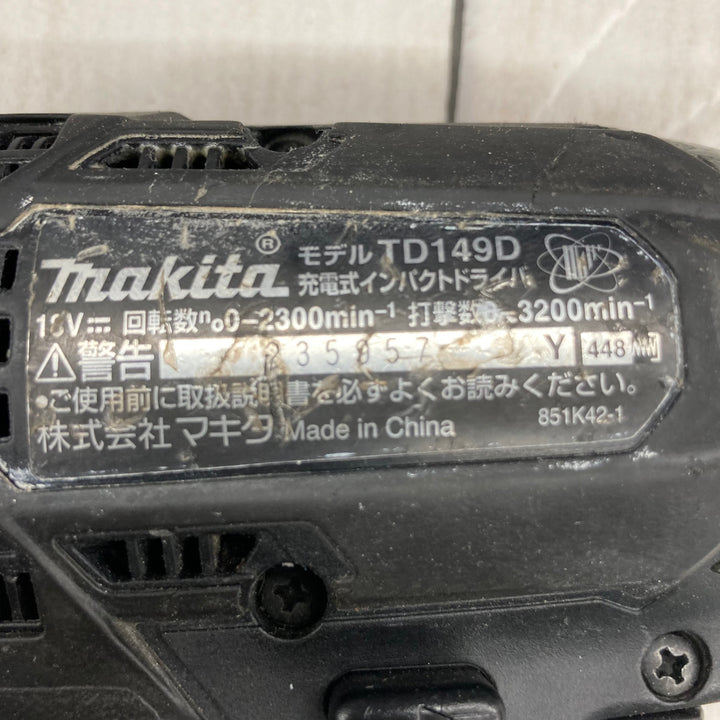 makita® モデル TD149D
充電式インパクトドライバ
18V⎓ 回転数n₀0-2300min⁻¹ 打撃数0-3200min⁻¹
⚠警告 Y 448
•ご使用前に取扱説明書を必ずよくお読みください。
株式会社 マキタ Made in China 851K42-1